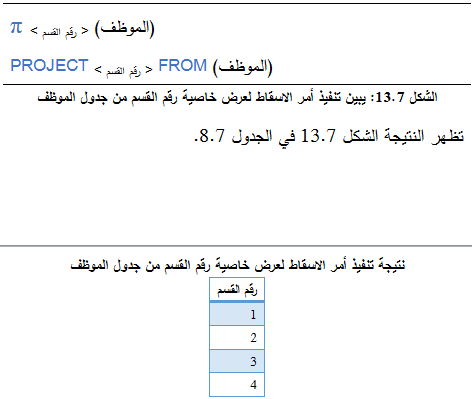 π < رقم القسم > (الموظف)
PROJECT < رقم القسم > FROM (الموظف)
الشكل 13.7: يبين تنفيذ أمر الاسقاط لعرض خاصية رقم القسم من جدول الموظف
تظهر النتيجة الشكل 13.7 في الجدول 8.7.
نتيجة تنفيذ أمر الاسقاط لعرض خاصية رقم القسم من جدول الموظف
رقم القسم
1
2
3
4